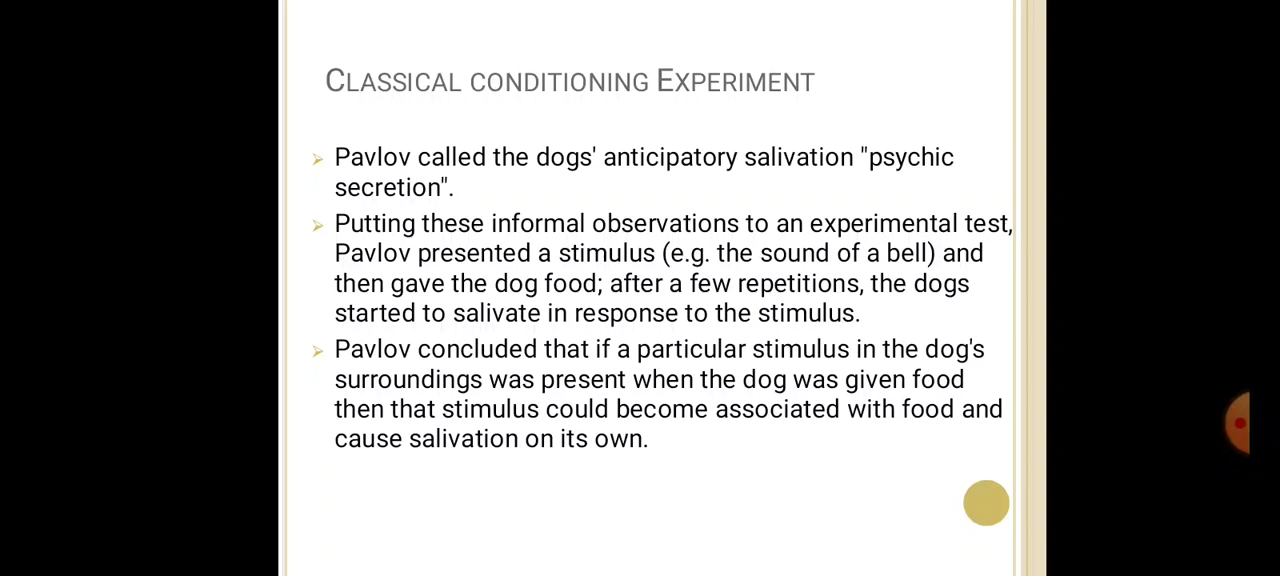 CLASSICAL CONDITIONING EXPERIMENT
Pavlov called the dogs' anticipatory salivation "psychic
secretion".
Putting these informal observations to an experimental test,
Pavlov presented a stimulus (e.g. the sound of a bell) and
then gave the dog food; after a few repetitions, the dogs
started to salivate in response to the stimulus.
Pavlov concluded that if a particular stimulus in the dog's
surroundings was present when the dog was given food
then that stimulus could become associated with food and
cause salivation on its own.